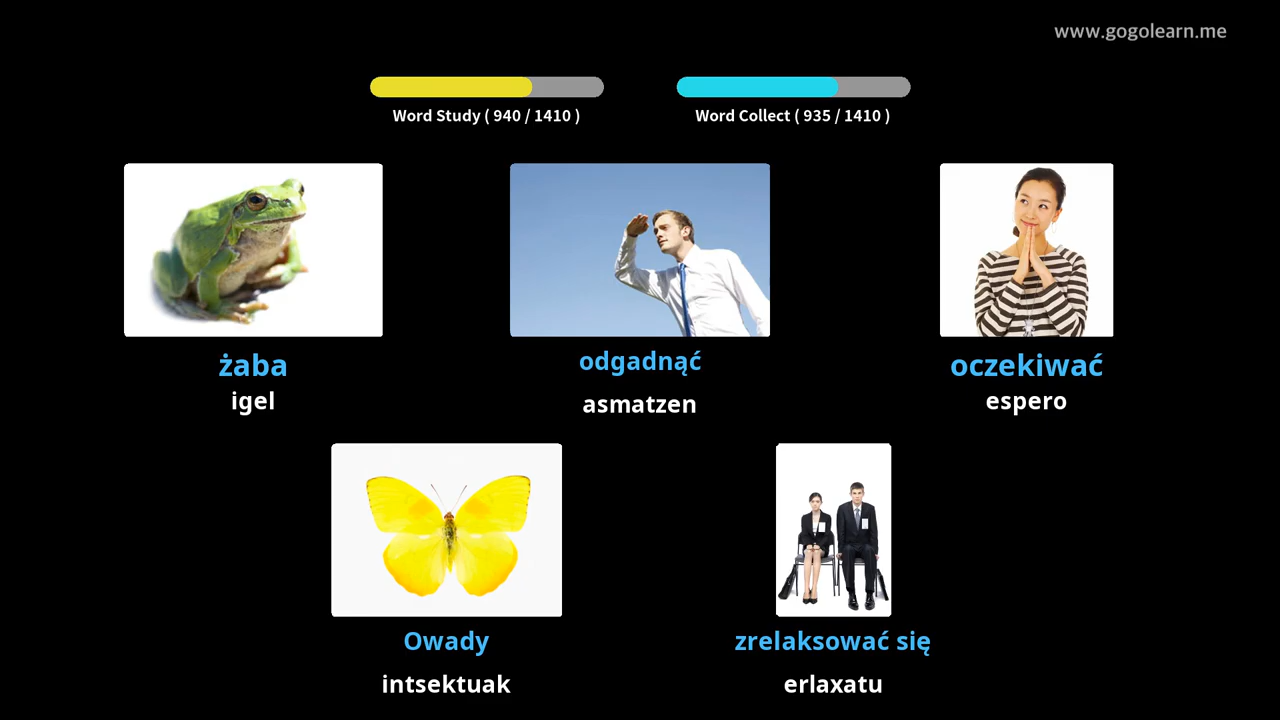 www.gogolearn.me
Word Study ( 940 / 1410 )
Word Collect ( 935 / 1410 )
żaba
igel
odgadnąć
asmatzen
oczekiwać
espero
Owady
intsektuak
zrelaksować się
erlaxatu